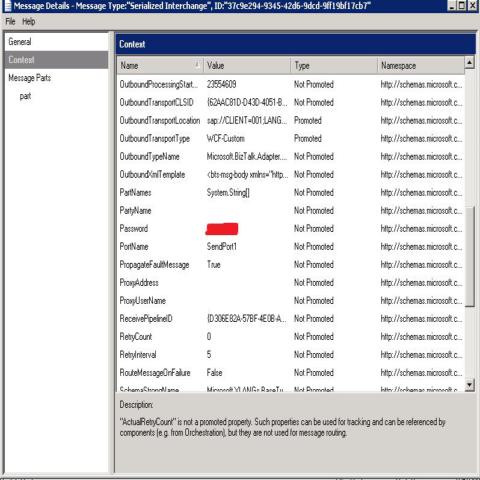 Message Details - Message Type:"Serialized Interchange", ID:"37c9e294-9345-42d6-9dcd-9ff19bf17cb7"
File Help
General
Context
Message Parts
part
Context
Name Value Type Namespace
OutboundProcessingStart... 23554609 Not Promoted http://schemas.microsoft.c...
OutboundTransportCLSID {62AAC81D-D43D-4051-B... Not Promoted http://schemas.microsoft.c...
OutboundTransportLocation sap://CLIENT=001;LANG... Promoted http://schemas.microsoft.c...
OutboundTransportType WCF-Custom Promoted http://schemas.microsoft.c...
OutboundTypeName Microsoft.BizTalk.Adapter.... Not Promoted http://schemas.microsoft.c...
OutboundXmlTemplate <bts-msg-body xmlns="http... Not Promoted http://schemas.microsoft.c...
PartNames System.String[] Not Promoted http://schemas.microsoft.c...
PartyName Not Promoted http://schemas.microsoft.c...
Password Not Promoted http://schemas.microsoft.c...
PortName SendPort1 Not Promoted http://schemas.microsoft.c...
PropagateFaultMessage True Not Promoted http://schemas.microsoft.c...
ProxyAddress Not Promoted http://schemas.microsoft.c...
ProxyUserName Not Promoted http://schemas.microsoft.c...
ReceivePipelineID {D306E82A-57BF-4E0B-A... Not Promoted http://schemas.microsoft.c...
RetryCount 0 Not Promoted http://schemas.microsoft.c...
RetryInterval 5 Not Promoted http://schemas.microsoft.c...
RouteMessageOnFailure False Not Promoted http://schemas.microsoft.c...
SchemaStrongName Microsoft.XLANGs.BaseTy... Not Promoted http://schemas.microsoft.c...
Description:
"ActualRetryCount" is not a promoted property. Such properties can be used for tracking and can be referenced by
components (e.g. from Orchestration), but they are not used for message routing.